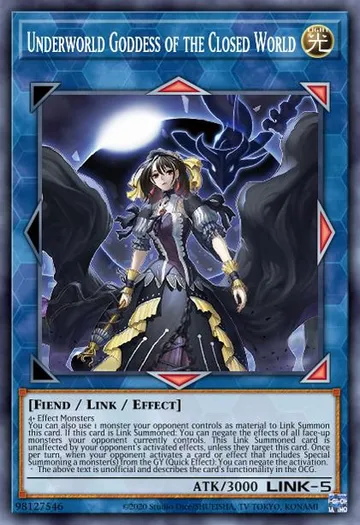 UNDERWORLD GODDESS OF THE CLOSED WORLD
LIGHT
光
[FIEND / LINK / EFFECT]
4+ Effect Monsters
You can also use 1 monster your opponent controls as material to Link Summon
this card. If this card is Link Summoned: You can negate the effects of all face-up
monsters your opponent currently controls. This Link Summoned card is
unaffected by your opponent's activated effects, unless they target this card. Once
per turn, when your opponent activates a card or effect that includes Special
Summoning a monster(s) from the GY (Quick Effect): You can negate the activation.
- The above text is unofficial and describes the card's functionality in the OCG.
ATK/3000 LINK-5
98127546 ©2020 Studio Dice/SHUEISHA, TV TOKYO, KONAMI